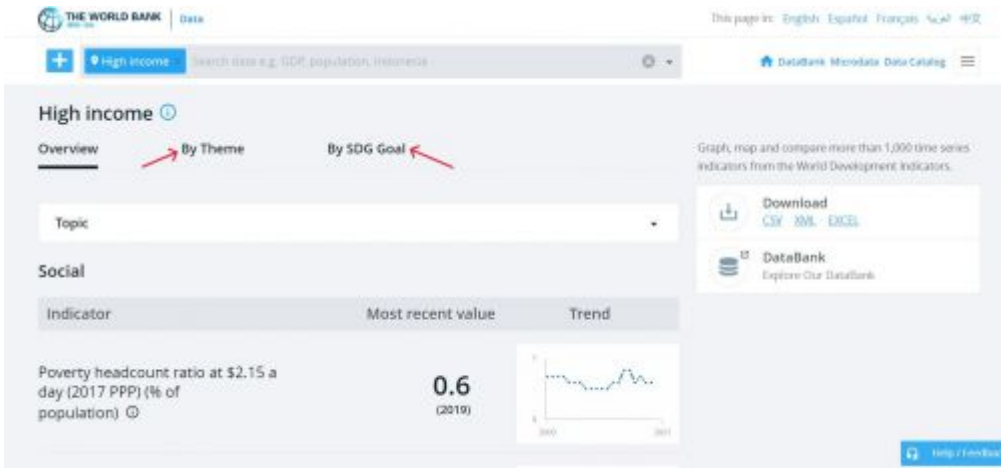 THE WORLD BANK | Data
This page in: English Español Français العربية 中文
High income Search data e.g. GDP, population, Indonesia
DataBank Microdata Data Catalog
High income
Overview By Theme By SDG Goal
Graph, map and compare more than 1,000 time series
indicators from the World Development Indicators.
Topic
Download
CSV XML EXCEL
DataBank
Explore Our DataBank
Social
Indicator Most recent value Trend
Poverty headcount ratio at $2.15 a
day (2017 PPP) (% of
population)
0.6
(2019)
2000
Help / Feedback